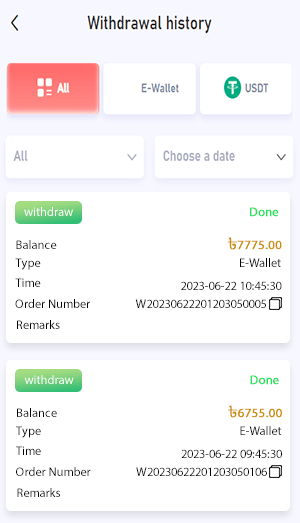 Withdrawal history
All
E-Wallet
USDT
All
Choose a date
withdraw Done
Balance ৳7775.00
Type E-Wallet
Time 2023-06-22 10:45:30
Order Number W20230622201203050005
Remarks
withdraw Done
Balance ৳6755.00
Type E-Wallet
Time 2023-06-22 09:45:30
Order Number W20230622201203050106
Remarks